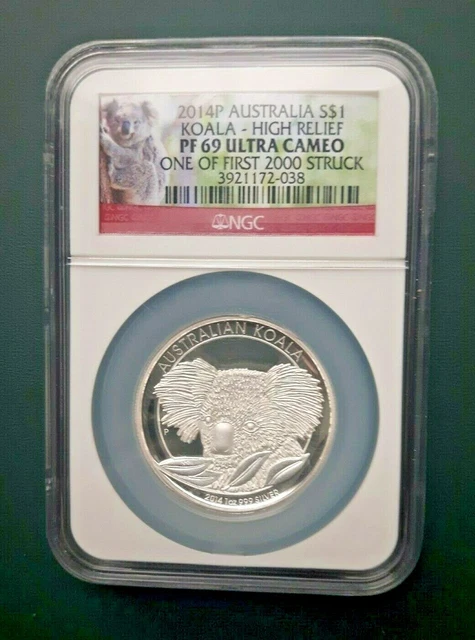 2014P AUSTRALIA S$1
KOALA - HIGH RELIEF
PF 69 ULTRA CAMEO
ONE OF FIRST 2000 STRUCK
3921172-038
NGC
AUSTRALIAN KOALA
P
2014 1oz 999 SILVER